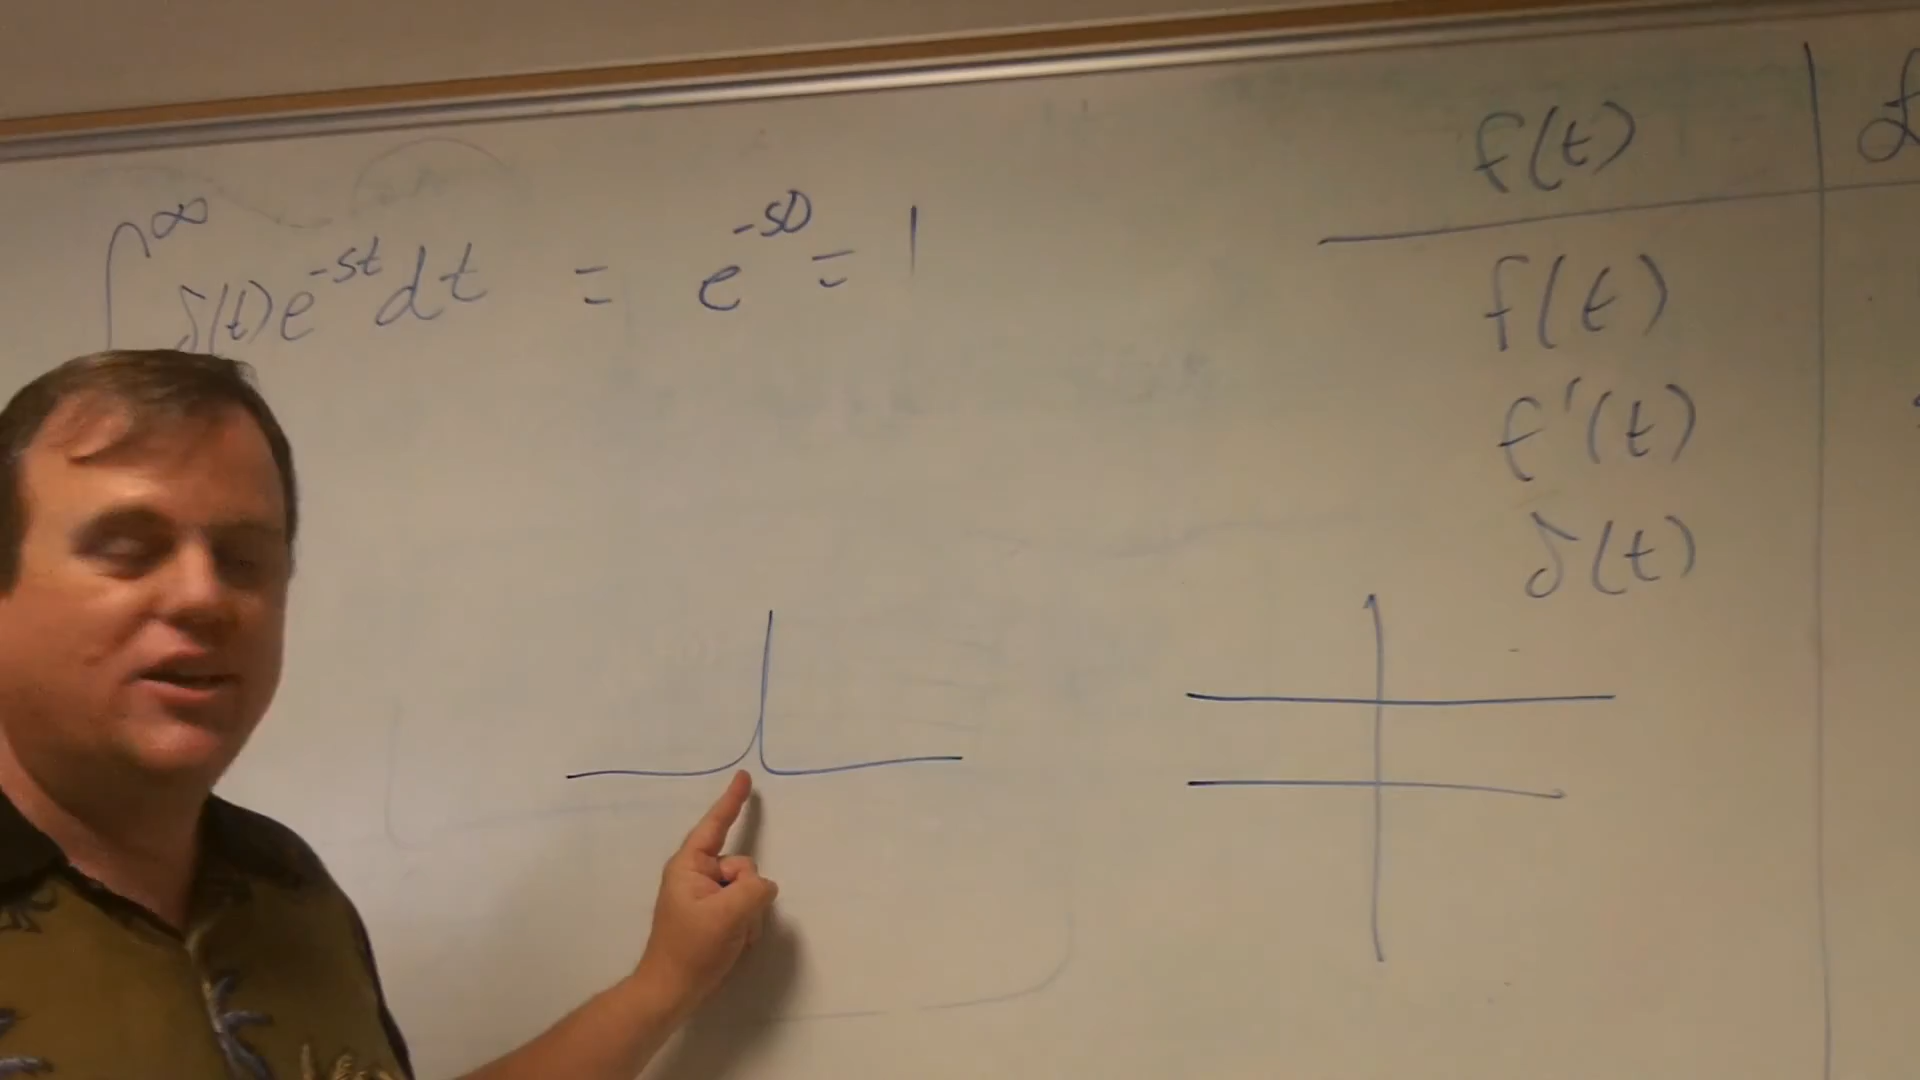 ∫^∞ δ(t)e^{-st}dt = e^{-s0} = 1
f(t) | ℒ
f(t)
f'(t)
δ(t)